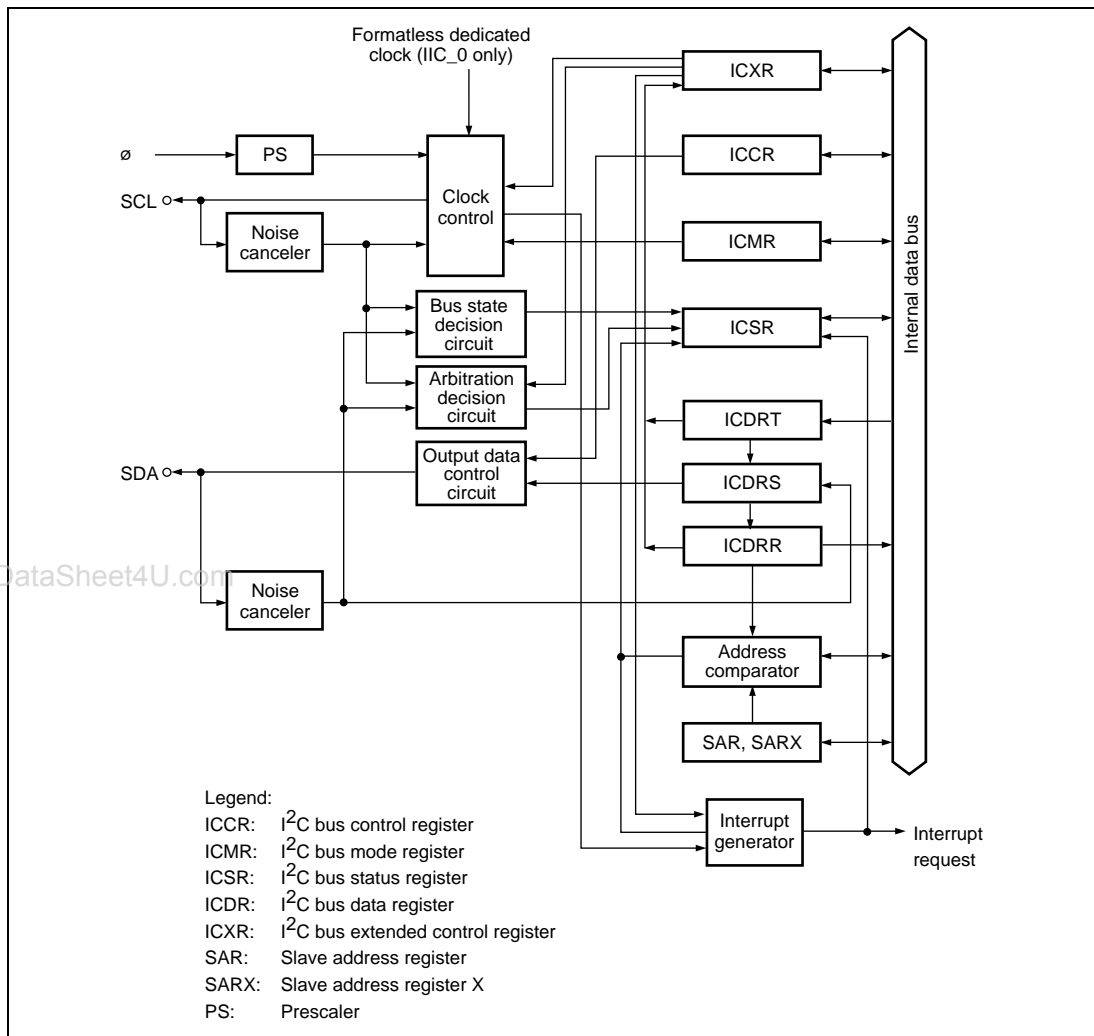 Formatless dedicated
clock (IIC_0 only)
ø
PS
SCL
Noise
canceler
Clock
control
Bus state
decision
circuit
Arbitration
decision
circuit
Output data
control
circuit
SDA
Noise
canceler
ICXR
ICCR
ICMR
ICSR
ICDRT
ICDRS
ICDRR
Address
comparator
SAR, SARX
Internal data bus
Interrupt
generator
Interrupt
request
DataSheet4U.com
Legend:
ICCR: I²C bus control register
ICMR: I²C bus mode register
ICSR: I²C bus status register
ICDR: I²C bus data register
ICXR: I²C bus extended control register
SAR: Slave address register
SARX: Slave address register X
PS: Prescaler